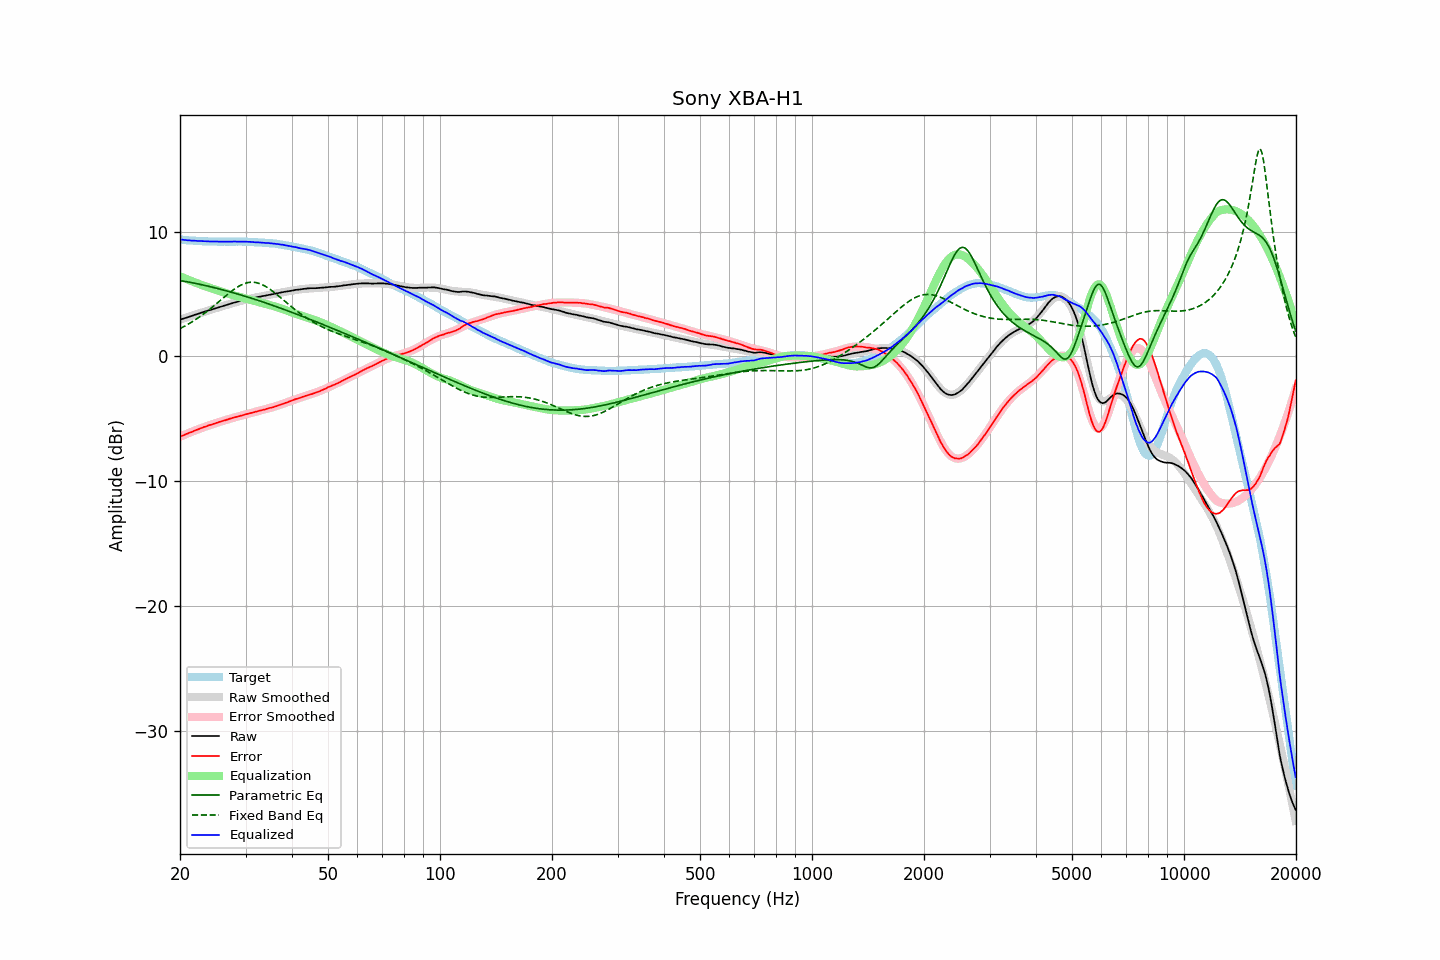 Sony XBA-H1
Amplitude (dBr)
10
0
−10
−20
−30
Target
Raw Smoothed
Error Smoothed
Raw
Error
Equalization
Parametric Eq
Fixed Band Eq
Equalized
20 50 100 200 500 1000 2000 5000 10000 20000
Frequency (Hz)